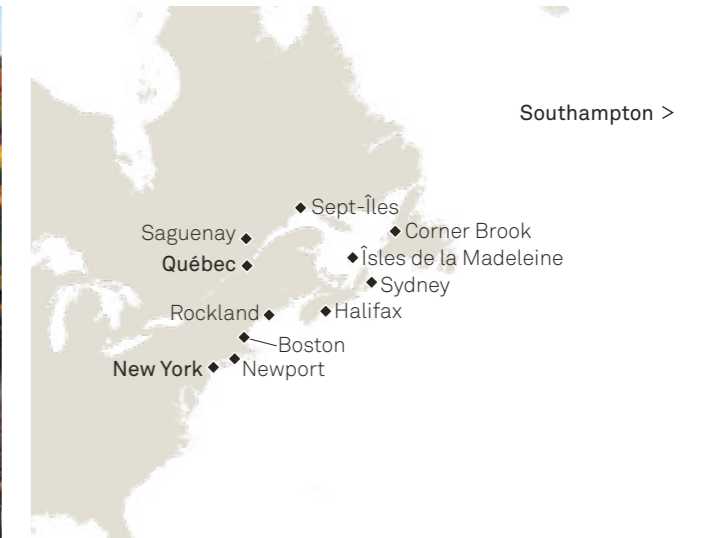 Southampton >
Sept-Îles
Saguenay
Corner Brook
Québec
Îsles de la Madeleine
Sydney
Rockland
Halifax
Boston
New York
Newport